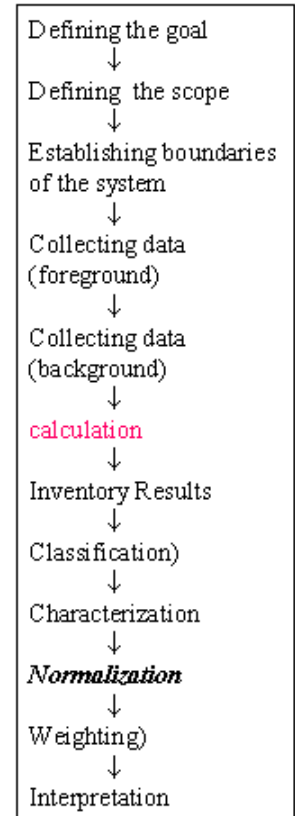 Defining the goal
↓
Defining the scope
↓
Establishing boundaries
of the system
↓
Collecting data
(foreground)
↓
Collecting data
(background)
↓
calculation
↓
Inventory Results
↓
Classification)
↓
Characterization
↓
Normalization
↓
Weighting)
↓
Interpretation